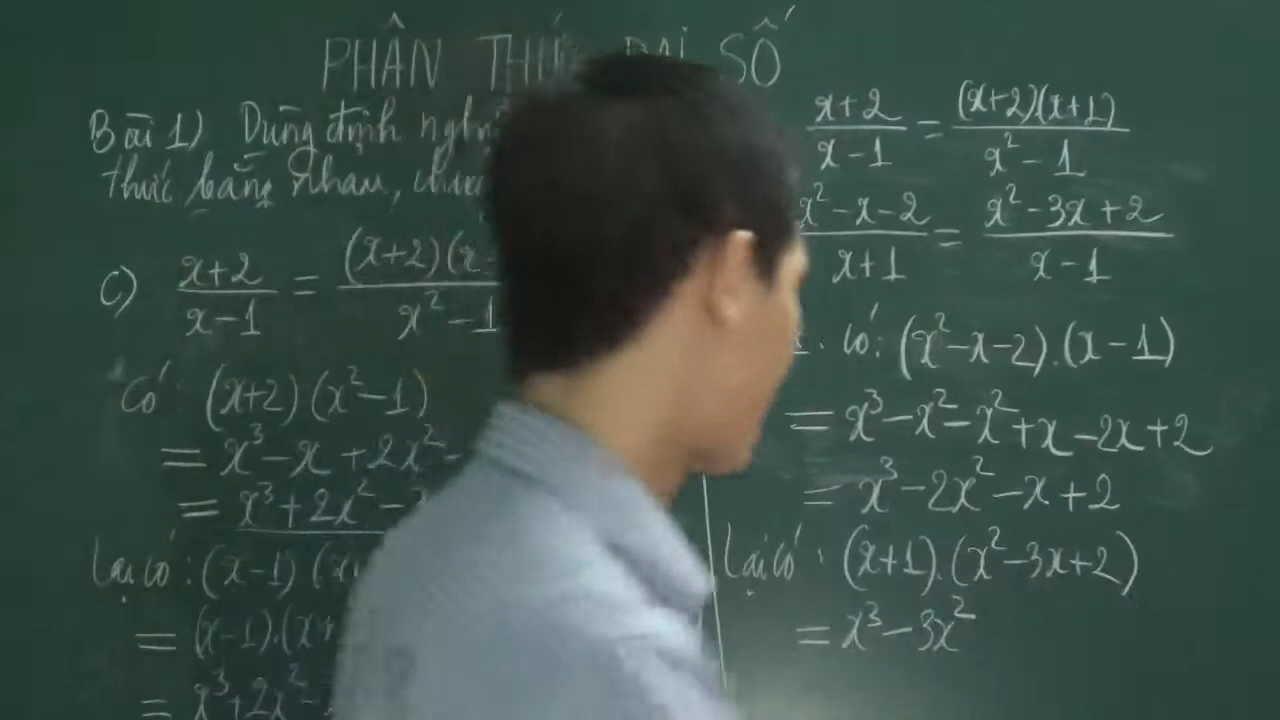 PHÂN THỨ ĐẠI SỐ
Bài 1) Dùng định
thức bằng nhau,
x+2 / x-1 = (x+2)(x+1) / x²-1
x²-x-2 / x+1 = x²-3x+2 / x-1
c) x+2 / x-1 = (x+2)(x / x²-1
Có (x+2)(x²-1)
= x³-x+2x²-
= x³+2x²-
Lại có: (x-1)(x
= (x-1).(x+
= x³+2x²-
có: (x²-x-2).(x-1)
= x³-x²-x²+x-2x+2
= x³-2x²-x+2
Lại có: (x+1).(x²-3x+2)
= x³-3x²